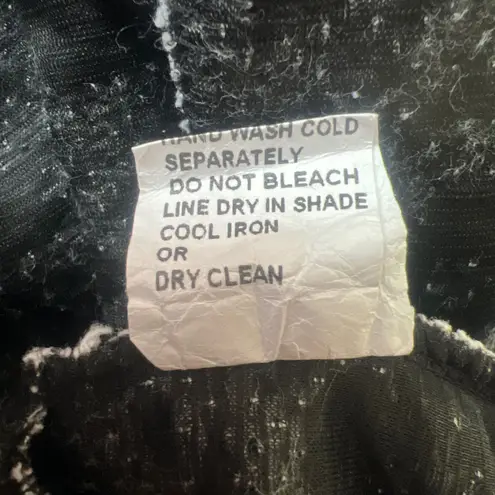 HAND WASH COLD
SEPARATELY
DO NOT BLEACH
LINE DRY IN SHADE
COOL IRON
OR
DRY CLEAN